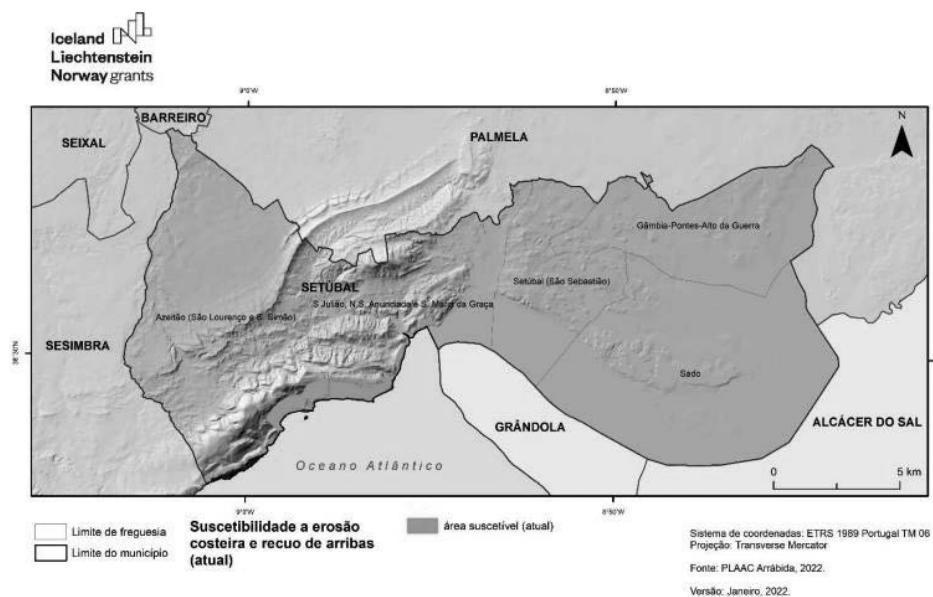 Iceland
Liechtenstein
Norway grants
9°0'W
8°50'W
BARREIRO
SEIXAL
PALMELA
N
Gâmbia-Pontes-Alto da Guerra
SETÚBAL
Setúbal (São Sebastião)
S.Julião, N.S. Anunciada e S. Maria da Graça
Azeitão (São Lourenço e S. Simão)
SESIMBRA
38°30'N
Sado
GRÂNDOLA
ALCÁCER DO SAL
Oceano Atlântico
0 5 km
9°0'W
8°50'W
Limite de freguesia
Limite do município
Suscetibilidade a erosão
costeira e recuo de arribas
(atual)
área suscetível (atual)
Sistema de coordenadas: ETRS 1989 Portugal TM 06
Projeção: Transverse Mercator
Fonte: PLAAC Arrábida, 2022.
Versão: Janeiro, 2022.